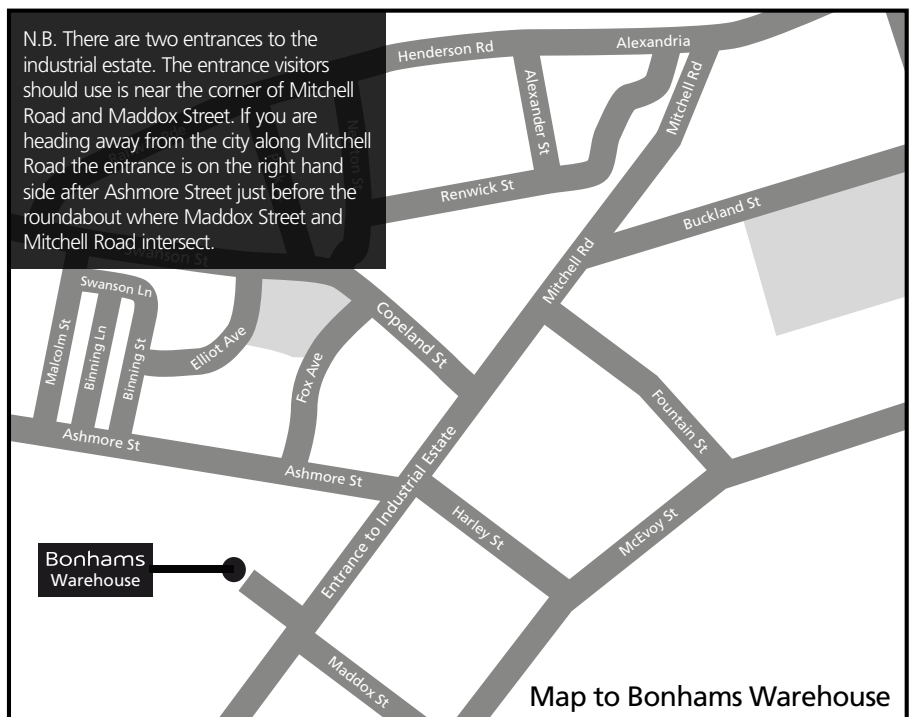 N.B. There are two entrances to the
industrial estate. The entrance visitors
should use is near the corner of Mitchell
Road and Maddox Street. If you are
heading away from the city along Mitchell
Road the entrance is on the right hand
side after Ashmore Street just before the
roundabout where Maddox Street and
Mitchell Road intersect.
Henderson Rd
Alexandria
Mitchell Rd
Alexander St
Renwick St
Buckland St
Swanson St
Swanson Ln
Mitchell Rd
Malcolm St
Binning Ln
Binning St
Elliot Ave
Fox Ave
Copeland St
Fountain St
Ashmore St
Ashmore St
Entrance to Industrial Estate
Harley St
McEvoy St
Bonhams
Warehouse
Maddox St
Map to Bonhams Warehouse